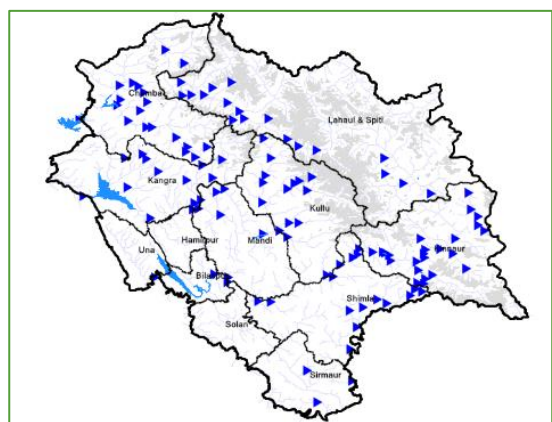 Chamba
Lahaul & Spiti
Kangra
Kullu
Una
Hamirpur
Mandi
Kinnaur
Bilaspur
Shimla
Solan
Sirmaur